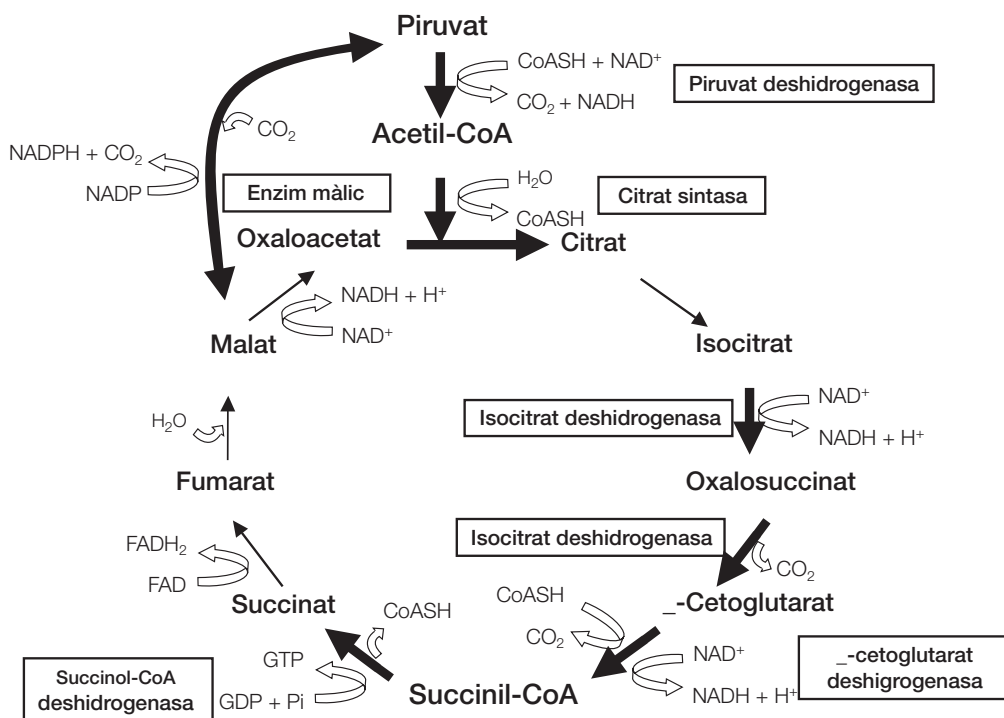 Piruvat
CoASH + NAD⁺
CO₂ + NADH
Piruvat deshidrogenasa
CO₂
Acetil-CoA
NADPH + CO₂
NADP
Enzim màlic
H₂O
CoASH
Citrat sintasa
Oxaloacetat
Citrat
NADH + H⁺
NAD⁺
Malat
Isocitrat
Isocitrat deshidrogenasa
NAD⁺
NADH + H⁺
H₂O
Fumarat
Oxalosuccinat
Isocitrat deshidrogenasa
CO₂
FADH₂
FAD
Succinat
CoASH
CoASH
CO₂
_-Cetoglutarat
GTP
GDP + Pi
Succinil-CoA
NAD⁺
NADH + H⁺
Succinol-CoA
deshidrogenasa
_-cetoglutarat
deshigrogenasa